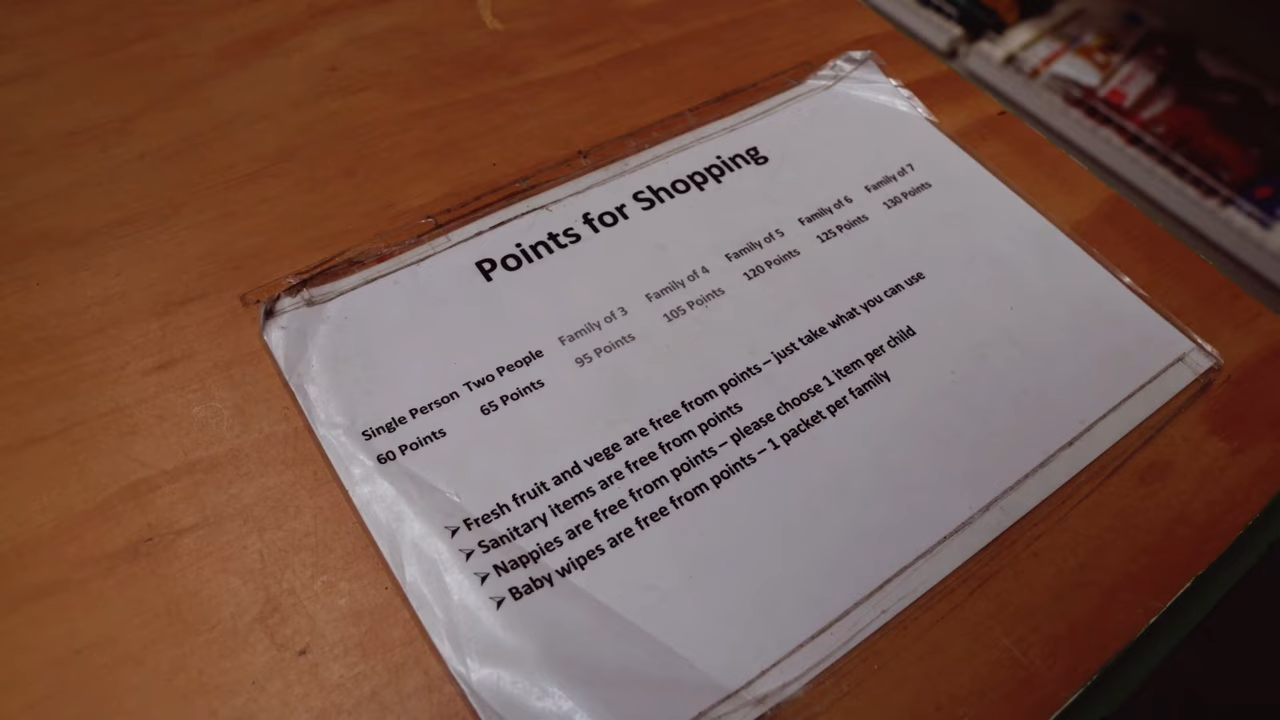 Points for Shopping
Single Person Two People Family of 3 Family of 4 Family of 5 Family of 6 Family of 7
60 Points 65 Points 95 Points 105 Points 120 Points 125 Points 130 Points
➢ Fresh fruit and vege are free from points – just take what you can use
➢ Sanitary items are free from points
➢ Nappies are free from points – please choose 1 item per child
➢ Baby wipes are free from points – 1 packet per family